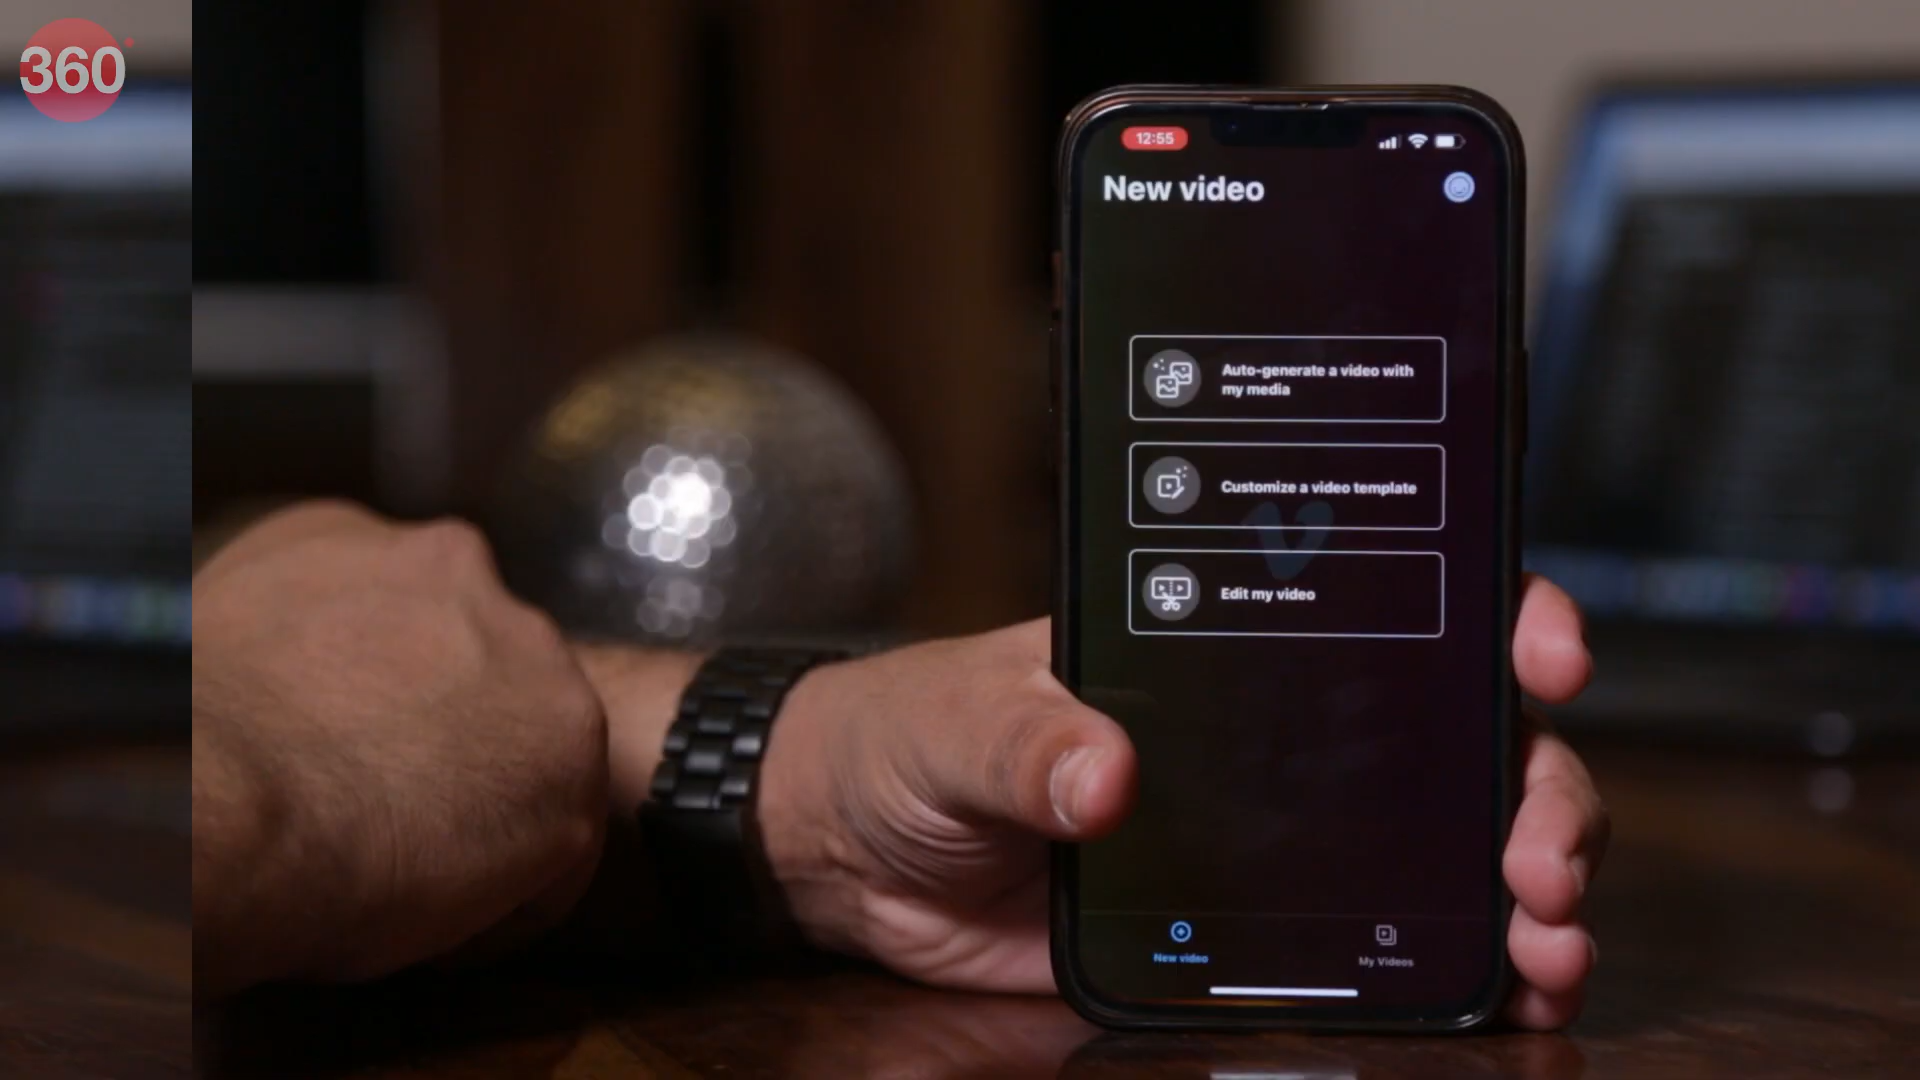 360
12:55
New video
Auto-generate a video with
my media
Customize a video template
Edit my video
New video
My Videos